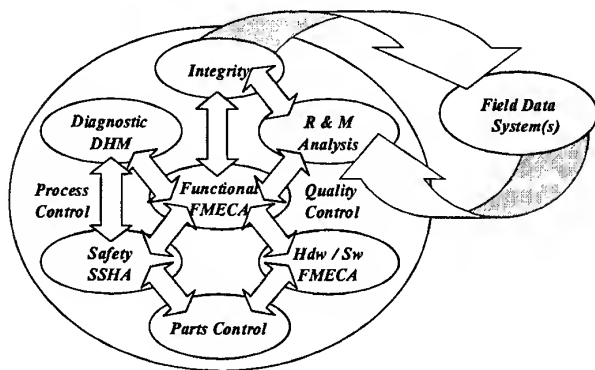 Integrity
Field Data
System(s)
Diagnostic
DHM
R & M
Analysis
Process
Control
Functional
FMECA
Quality
Control
Safety
SSHA
Hdw / Sw
FMECA
Parts Control